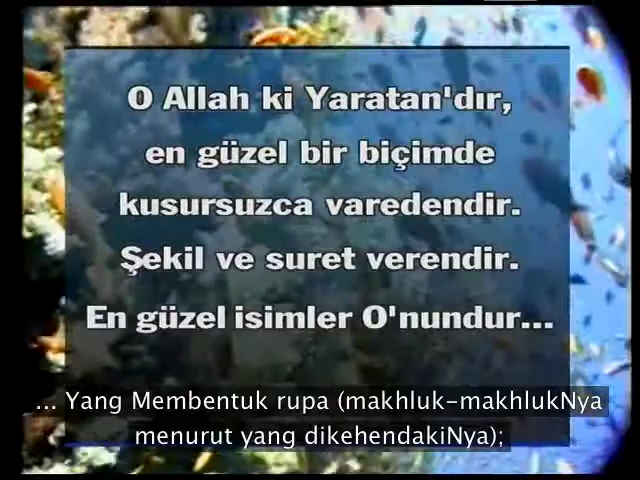 O Allah ki Yaratan'dır,
en güzel bir biçimde
kusursuzca varedendir.
Şekil ve suret verendir.
En güzel isimler O'nundur...
... Yang Membentuk rupa (makhluk-makhlukNya
menurut yang dikehendakiNya);